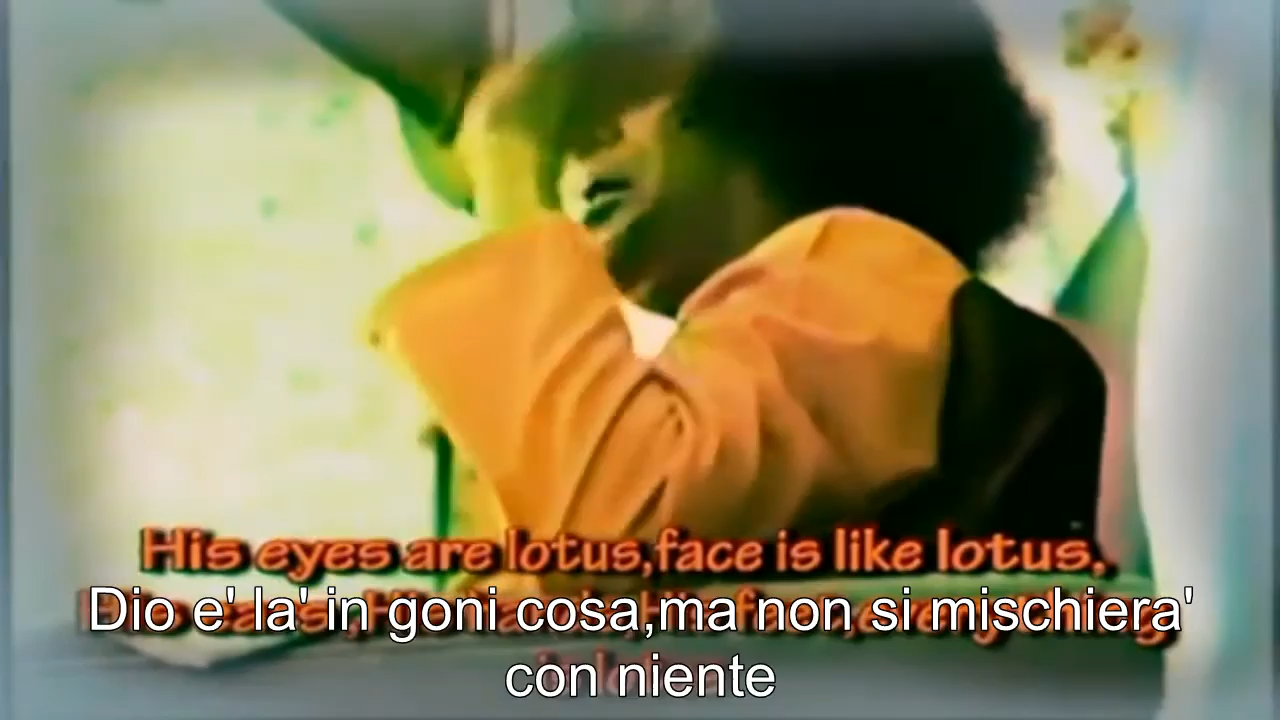 His eyes are lotus,face is like lotus,
Dio e' la' in goni cosa,ma non si mischiera'
con niente